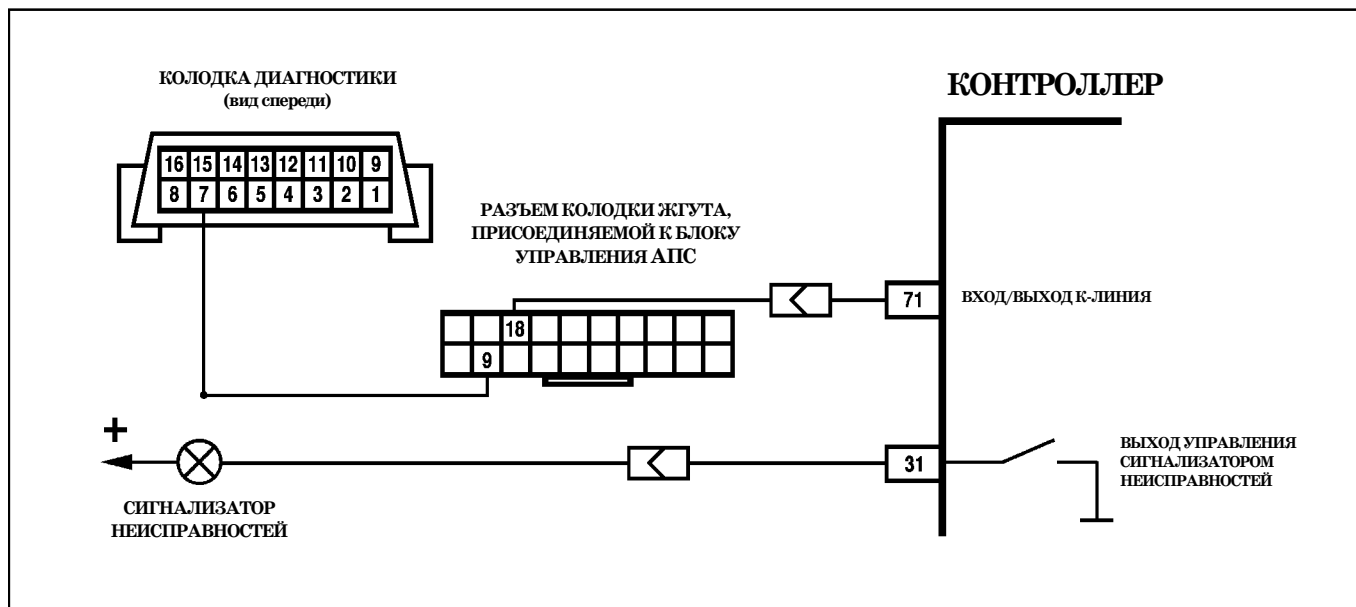 КОЛОДКА ДИАГНОСТИКИ
(вид спереди)
КОНТРОЛЛЕР
16 15 14 13 12 11 10 9
8 7 6 5 4 3 2 1
РАЗЪЕМ КОЛОДКИ ЖГУТА,
ПРИСОЕДИНЯЕМОЙ К БЛОКУ
УПРАВЛЕНИЯ АПС
18
9
71
ВХОД/ВЫХОД К-ЛИНИЯ
+
СИГНАЛИЗАТОР
НЕИСПРАВНОСТЕЙ
31
ВЫХОД УПРАВЛЕНИЯ
СИГНАЛИЗАТОРОМ
НЕИСПРАВНОСТЕЙ